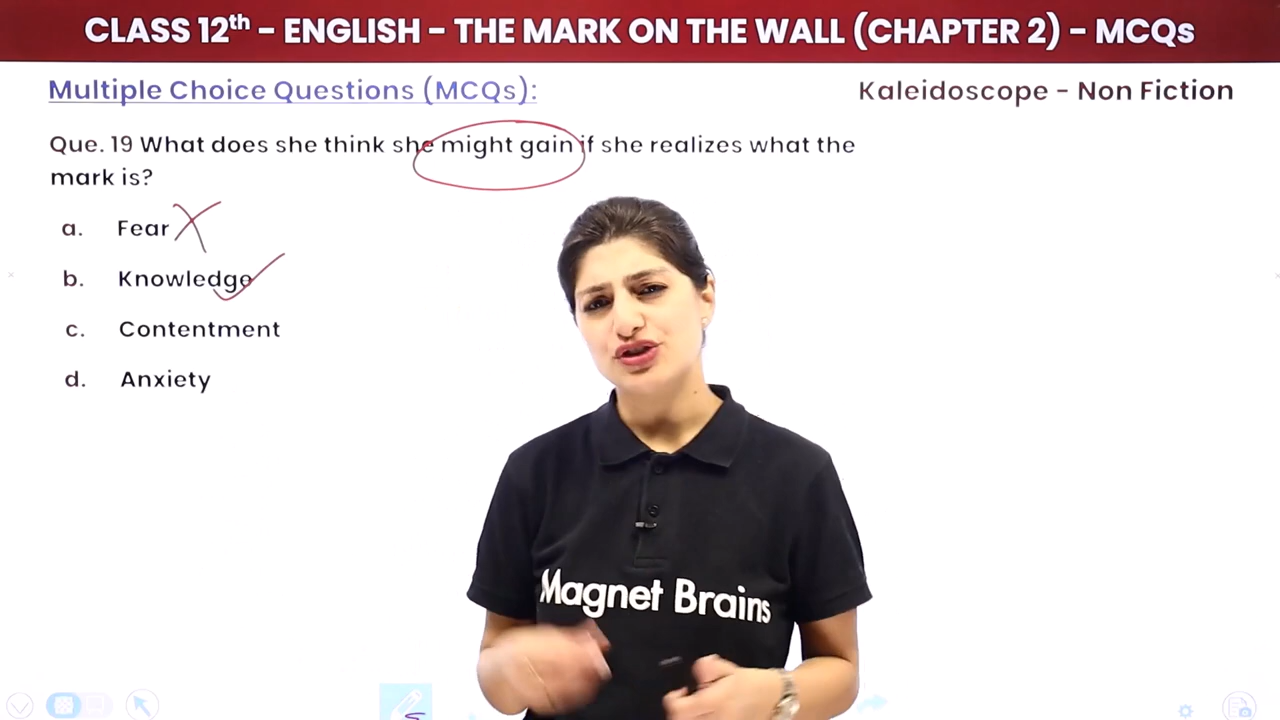 CLASS 12th – ENGLISH – THE MARK ON THE WALL (CHAPTER 2) – MCQs
Multiple Choice Questions (MCQs):
Kaleidoscope - Non Fiction
Que. 19 What does she think she might gain if she realizes what the
mark is?
a. Fear
b. Knowledge
c. Contentment
d. Anxiety
Magnet Brains